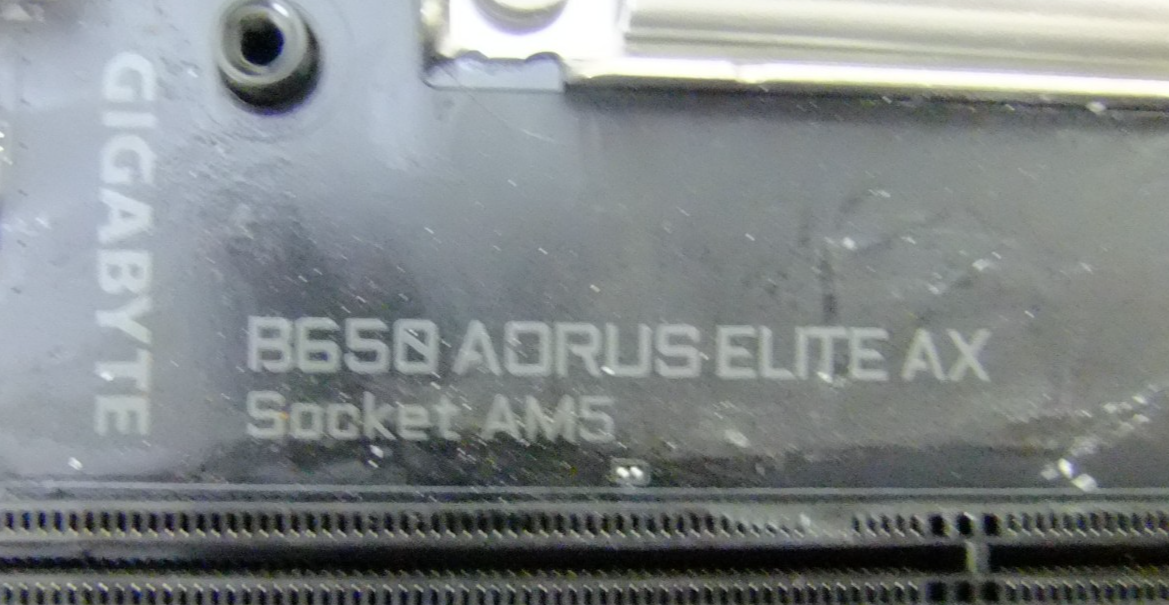 GIGABYTE
B650 AORUS ELITE AX
Socket AM5